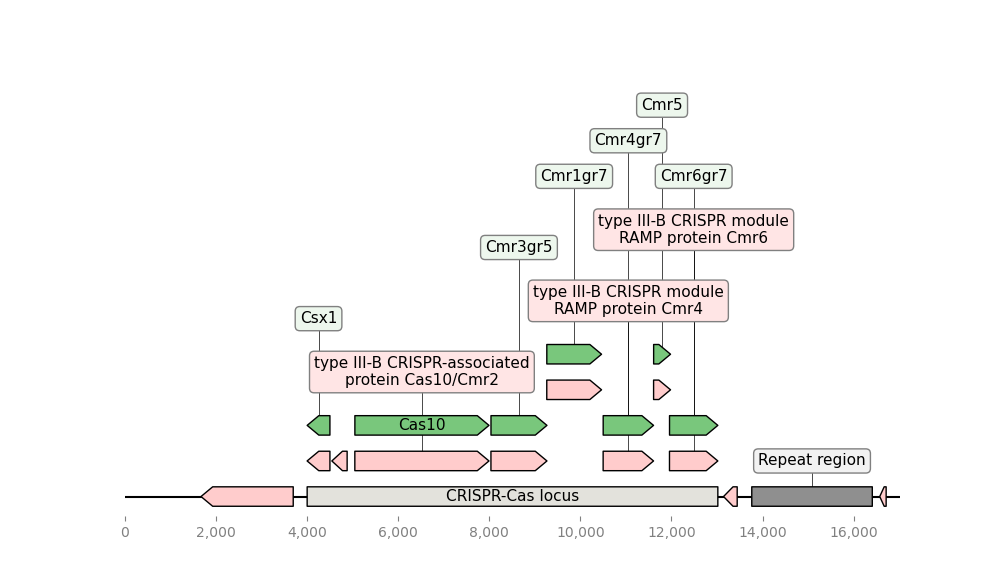 Cmr5
Cmr4gr7
Cmr1gr7
Cmr6gr7
type III-B CRISPR module
RAMP protein Cmr6
Cmr3gr5
type III-B CRISPR module
RAMP protein Cmr4
Csx1
type III-B CRISPR-associated
protein Cas10/Cmr2
Cas10
Repeat region
CRISPR-Cas locus
0 2,000 4,000 6,000 8,000 10,000 12,000 14,000 16,000